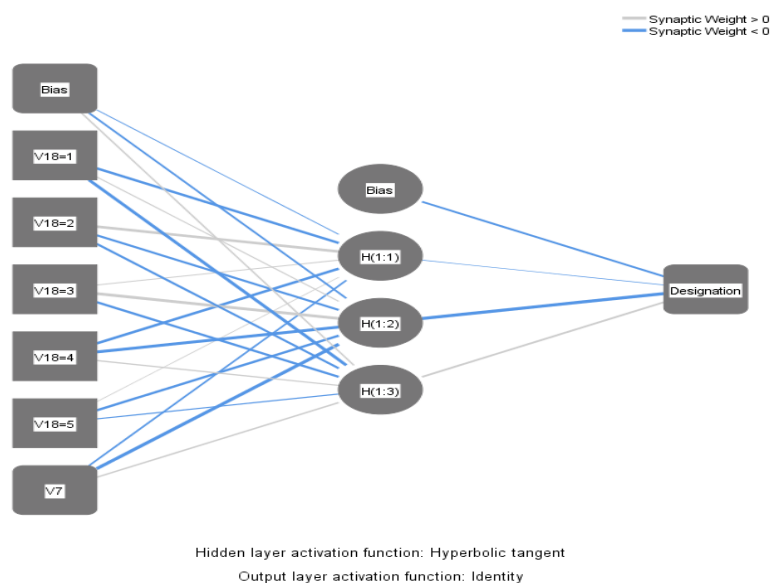 Synaptic Weight > 0
Synaptic Weight < 0
Bias
V18=1
V18=2
V18=3
V18=4
V18=5
V7
Bias
H(1:1)
H(1:2)
H(1:3)
Designation
Hidden layer activation function: Hyperbolic tangent
Output layer activation function: Identity